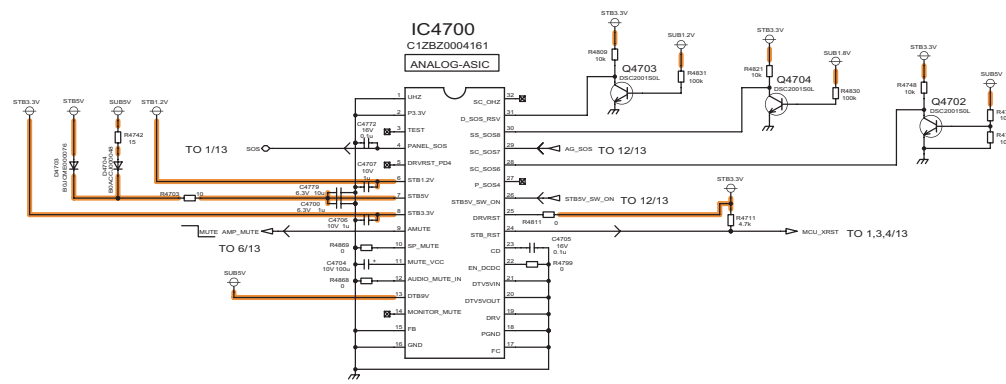 IC4700
C1ZBZ0004161
ANALOG-ASIC
STB3.3V
STB5V
SUB5V
STB1.2V
R4742
15
D4703
B0JCME000076
D4704
TO 1/13
SOS
R4703
10
C4772
16V
0.1u
C4707
10V
1u
C4779
6.3V 10u
C4700
6.3V 1u
C4706
10V 1u
MUTE AMP_MUTE
TO 6/13
R4869
0
C4704
10V 100u
+
R4868
0
SUB5V
1 UHZ
2 P3.3V
3 TEST
4 PANEL_SOS
5 DRVRST_PD4
6 STB1.2V
7 STB5V
8 STB3.3V
9 AMUTE
10 SP_MUTE
11 MUTE_VCC
12 AUDIO_MUTE_IN
13 DTB9V
14 MONITOR_MUTE
15 FB
16 GND
SC_OHZ 32
D_SOS_RSV 31
SS_SOS8 30
SC_SOS7 29
SC_SOS6 28
P_SOS4 27
STB5V_SW_ON 26
DRVRST 25
STB_RST 24
CD 23
EN_DCDC 22
DTV5VIN 21
DTV5VOUT 20
DRV 19
PGND 18
FC 17
STB3.3V
R4809
10k
Q4703
DSC2001S0L
SUB1.2V
R4831
100k
STB3.3V
R4821
10k
Q4704
DSC2001S0L
SUB1.8V
R4830
100k
STB3.3V
R4748
10k
Q4702
DSC2001S0L
SUB5V
AG_SOS TO 12/13
STB5V_SW_ON TO 12/13
STB3.3V
R4811 0
R4711
4.7k
MCU_XRST TO 1,3,4/13
C4705
16V
0.1u
R4799
0